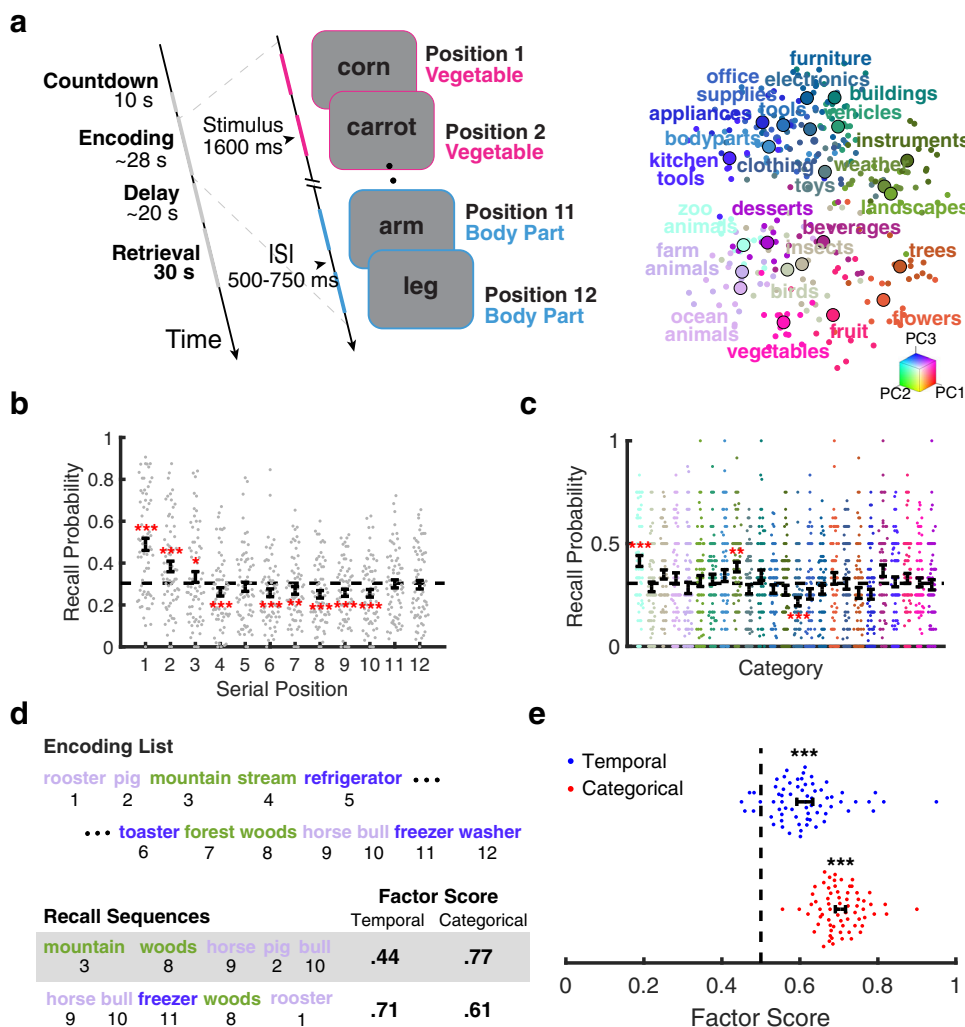 a
Countdown
10 s
Encoding
~28 s
Delay
~20 s
Retrieval
30 s
Time
Stimulus
1600 ms
ISI
500-750 ms
corn
Position 1
Vegetable
carrot
Position 2
Vegetable
arm
Position 11
Body Part
leg
Position 12
Body Part
furniture
office
supplies
electronics
tools
buildings
appliances
vehicles
bodyparts
instruments
kitchen
tools
clothing
weather
toys
landscapes
zoo
animals
desserts
beverages
farm
animals
insects
trees
birds
ocean
animals
flowers
vegetables
fruit
PC3
PC2
PC1
b
Recall Probability
1
0.8
0.6
0.4
0.2
0
***
***
*
***
***
**
***
***
***
1 2 3 4 5 6 7 8 9 10 11 12
Serial Position
c
Recall Probability
1
0.5
0
***
**
***
Category
d
Encoding List
rooster pig mountain stream refrigerator •••
1 2 3 4 5
••• toaster forest woods horse bull freezer washer
6 7 8 9 10 11 12
Factor Score
Recall Sequences Temporal Categorical
mountain woods horse pig bull
3 8 9 2 10 .44 .77
horse bull freezer woods rooster
9 10 11 8 1 .71 .61
e
Temporal
Categorical
***
***
0 0.2 0.4 0.6 0.8 1
Factor Score